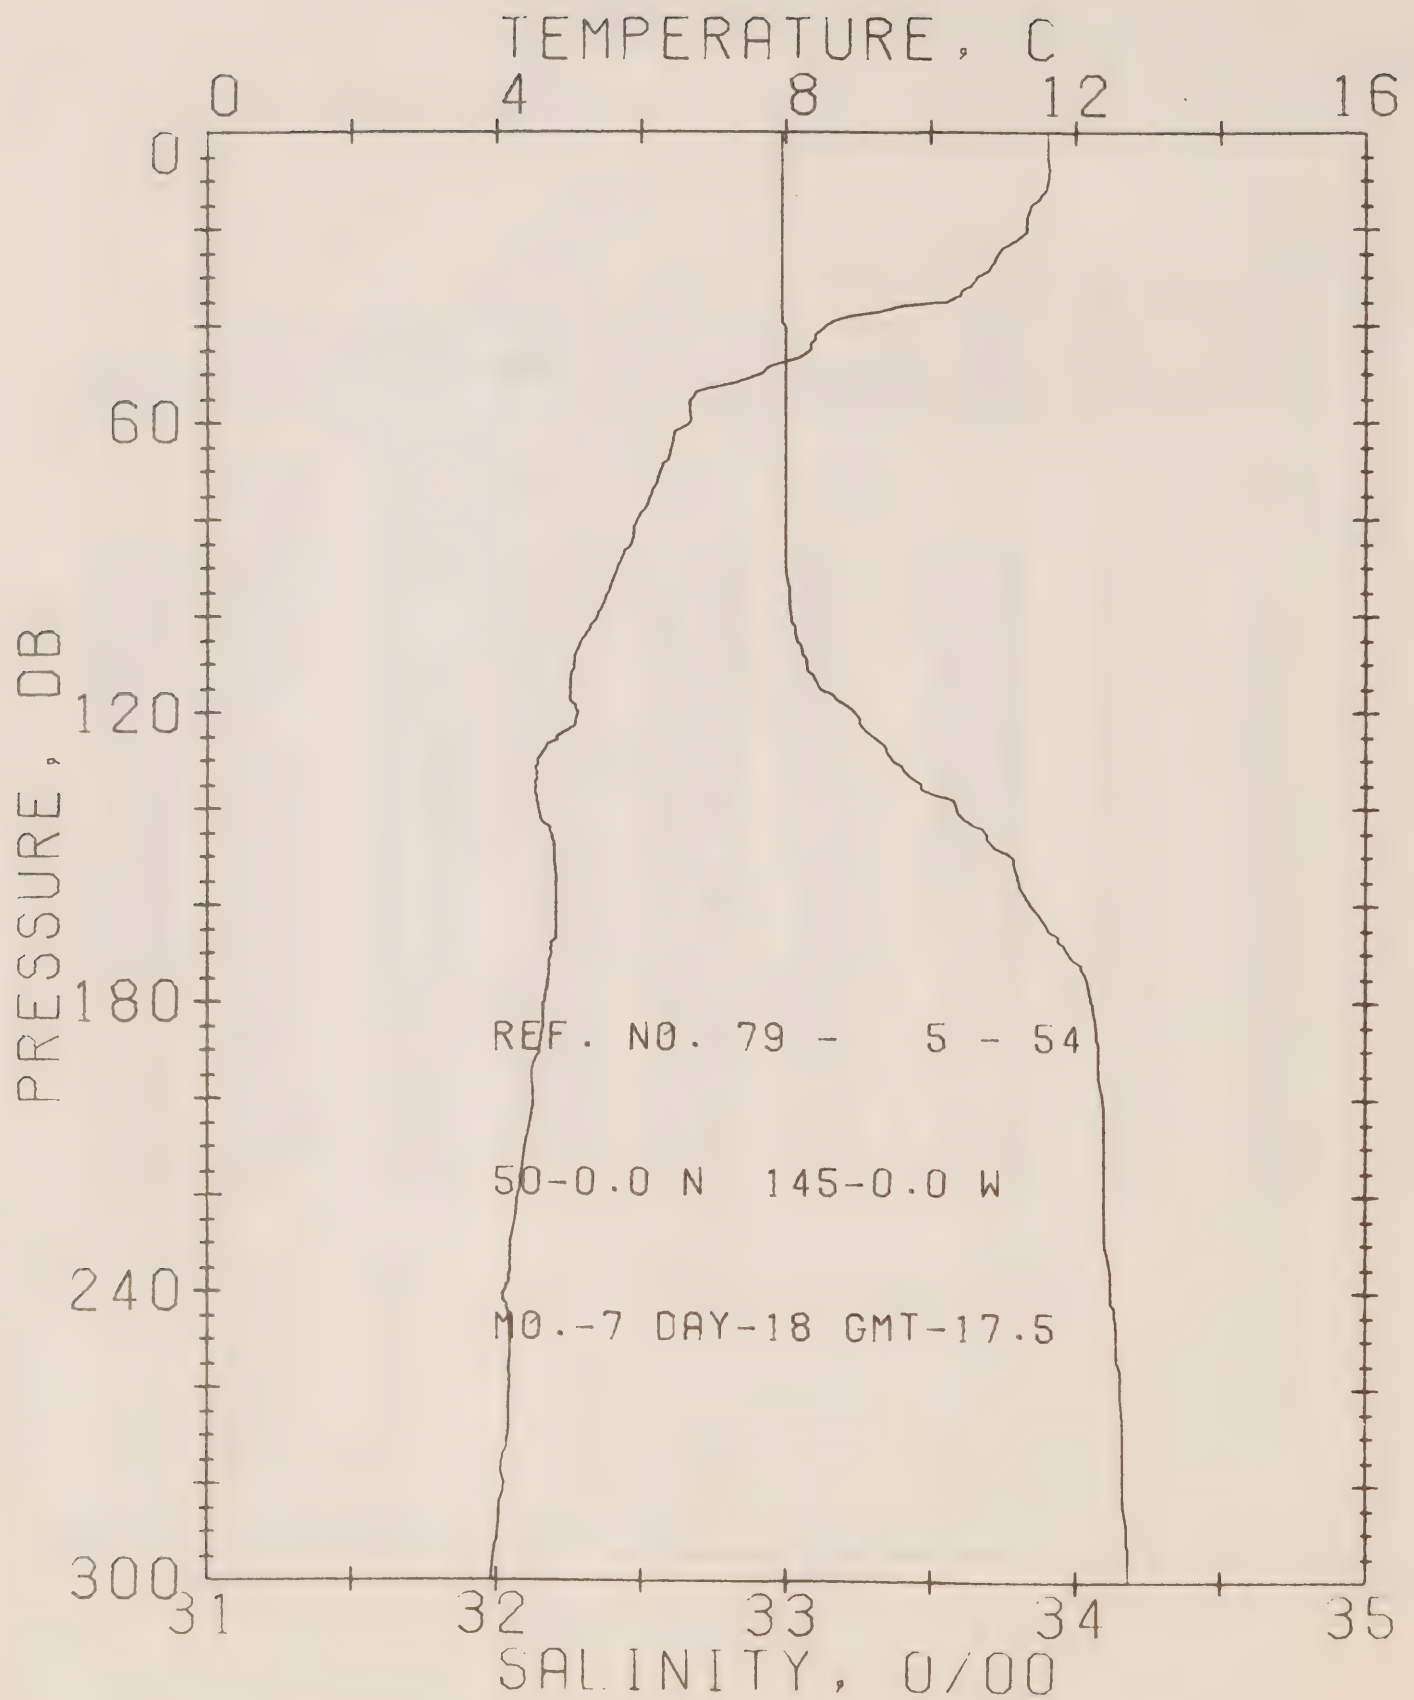 TEMPERATURE, C
0 4 8 12 16
0
60
120
180
240
300
PRESSURE, DB
REF. NO. 79 - 5 - 54
50-0.0 N 145-0.0 W
MO.-7 DAY-18 GMT-17.5
31 32 33 34 35
SALINITY, 0/00